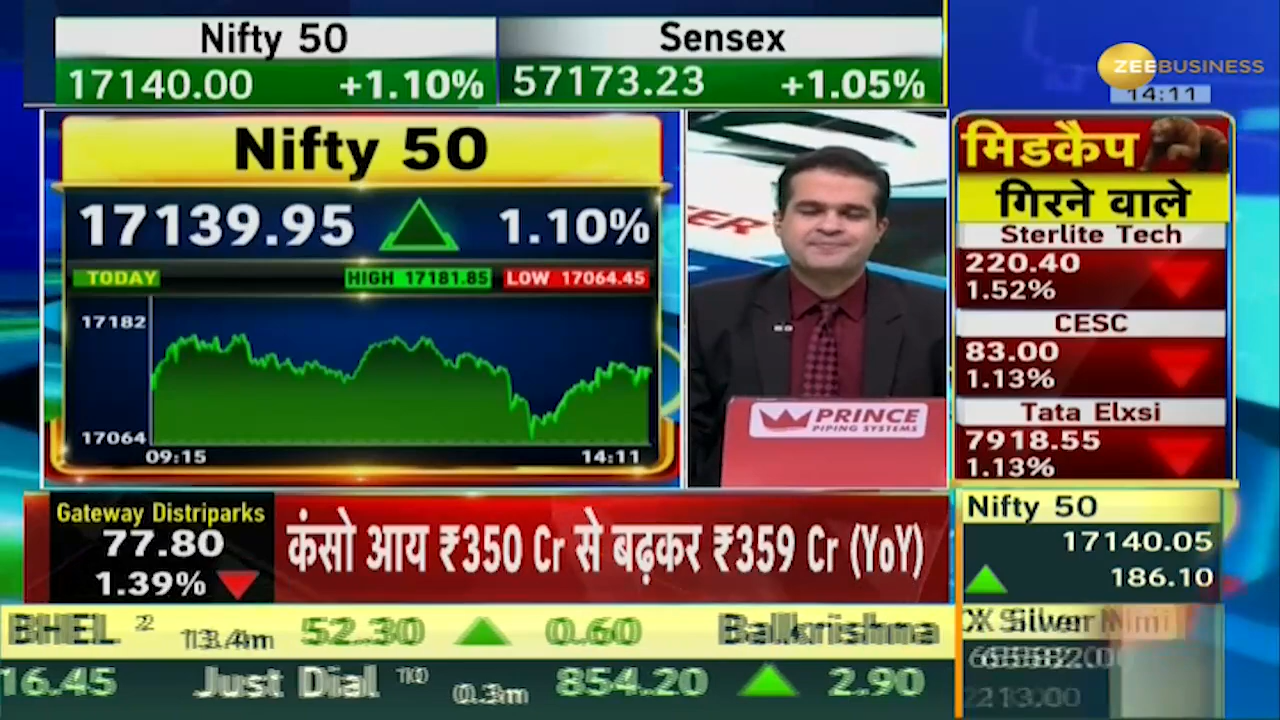 Nifty 50
17140.00 +1.10%
Sensex
57173.23 +1.05%
ZEEBUSINESS
14:11
Nifty 50
17139.95 1.10%
TODAY HIGH 17181.85 LOW 17064.45
17182
17064
09:15 14:11
PRINCE
PIPING SYSTEMS
मिडकैप
गिरने वाले
Sterlite Tech
220.40
1.52%
CESC
83.00
1.13%
Tata Elxsi
7918.55
1.13%
Gateway Distriparks
77.80
1.39%
कंसो आय ₹350 Cr से बढ़कर ₹359 Cr (YoY)
Nifty 50
17140.05
186.10
BHEL 52.30 0.60 Balkrishna
16.45 Just Dial 0.3m 854.20 2.90
Silver